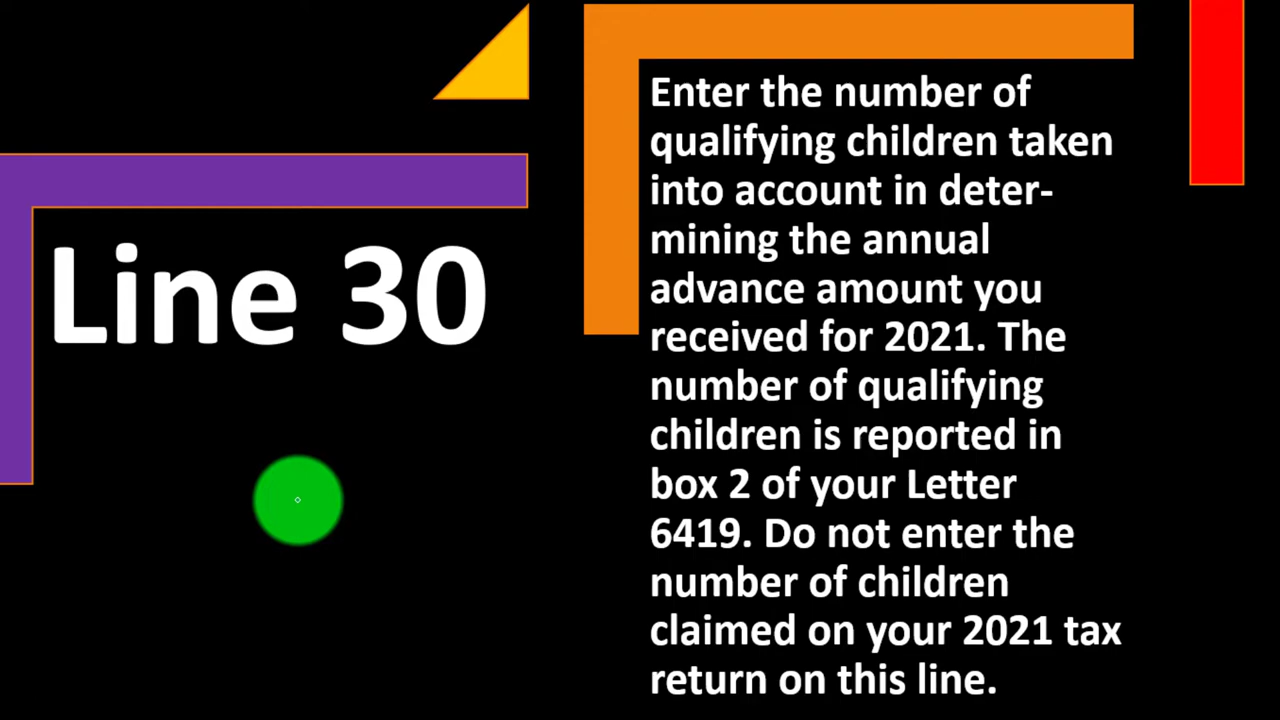 Line 30
Enter the number of
qualifying children taken
into account in deter-
mining the annual
advance amount you
received for 2021. The
number of qualifying
children is reported in
box 2 of your Letter
6419. Do not enter the
number of children
claimed on your 2021 tax
return on this line.